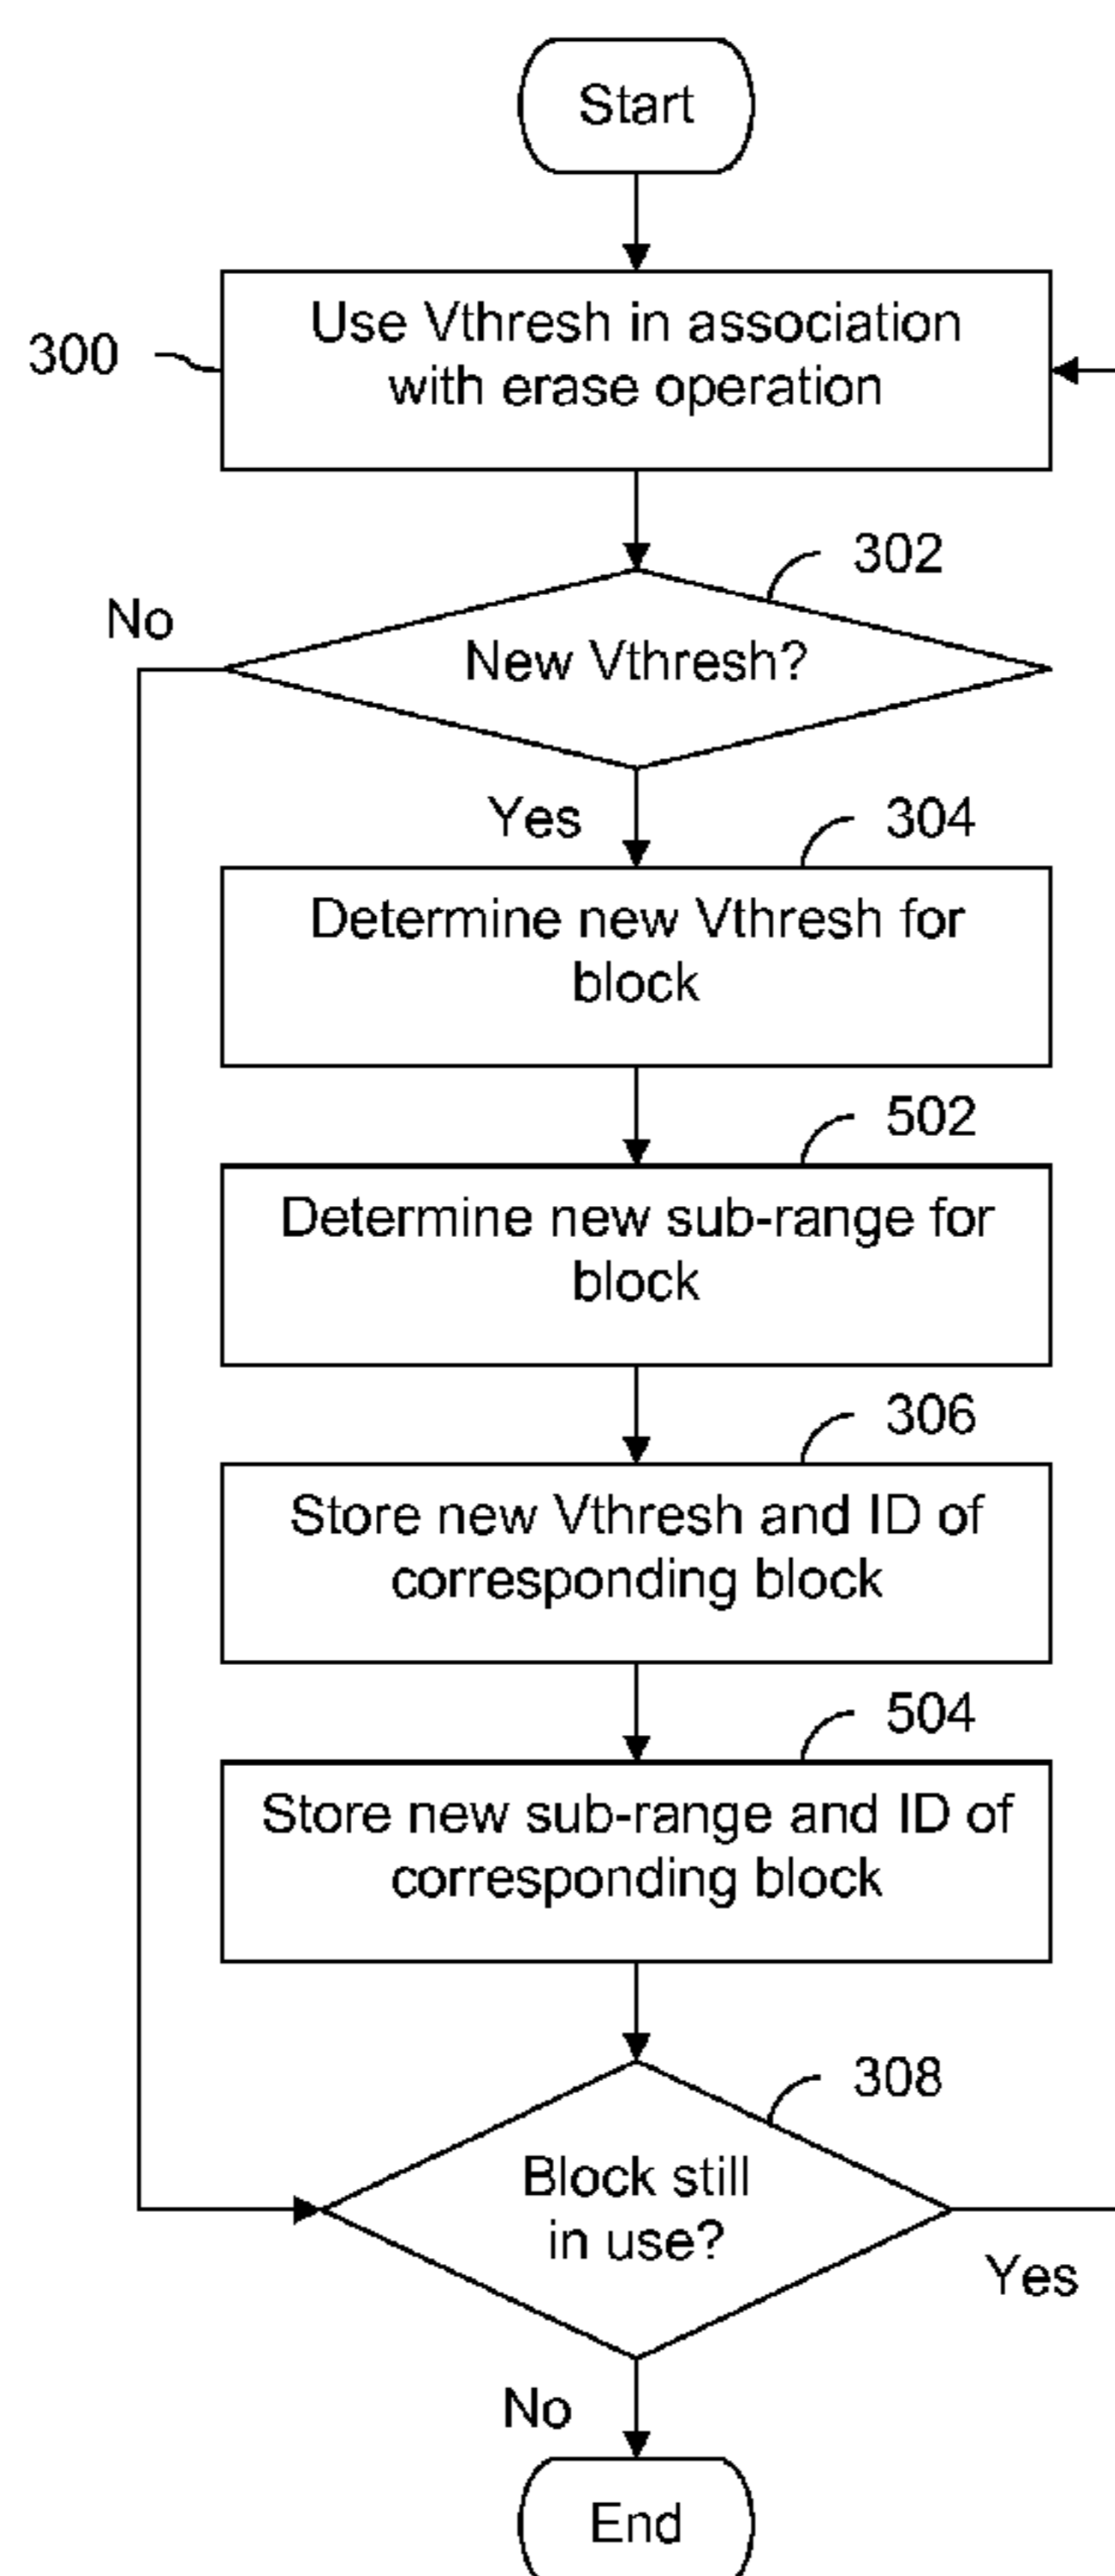 Start
300
Use Vthresh in association
with erase operation
302
No
New Vthresh?
Yes
304
Determine new Vthresh for
block
502
Determine new sub-range for
block
306
Store new Vthresh and ID of
corresponding block
504
Store new sub-range and ID of
corresponding block
308
Block still
in use?
Yes
No
End